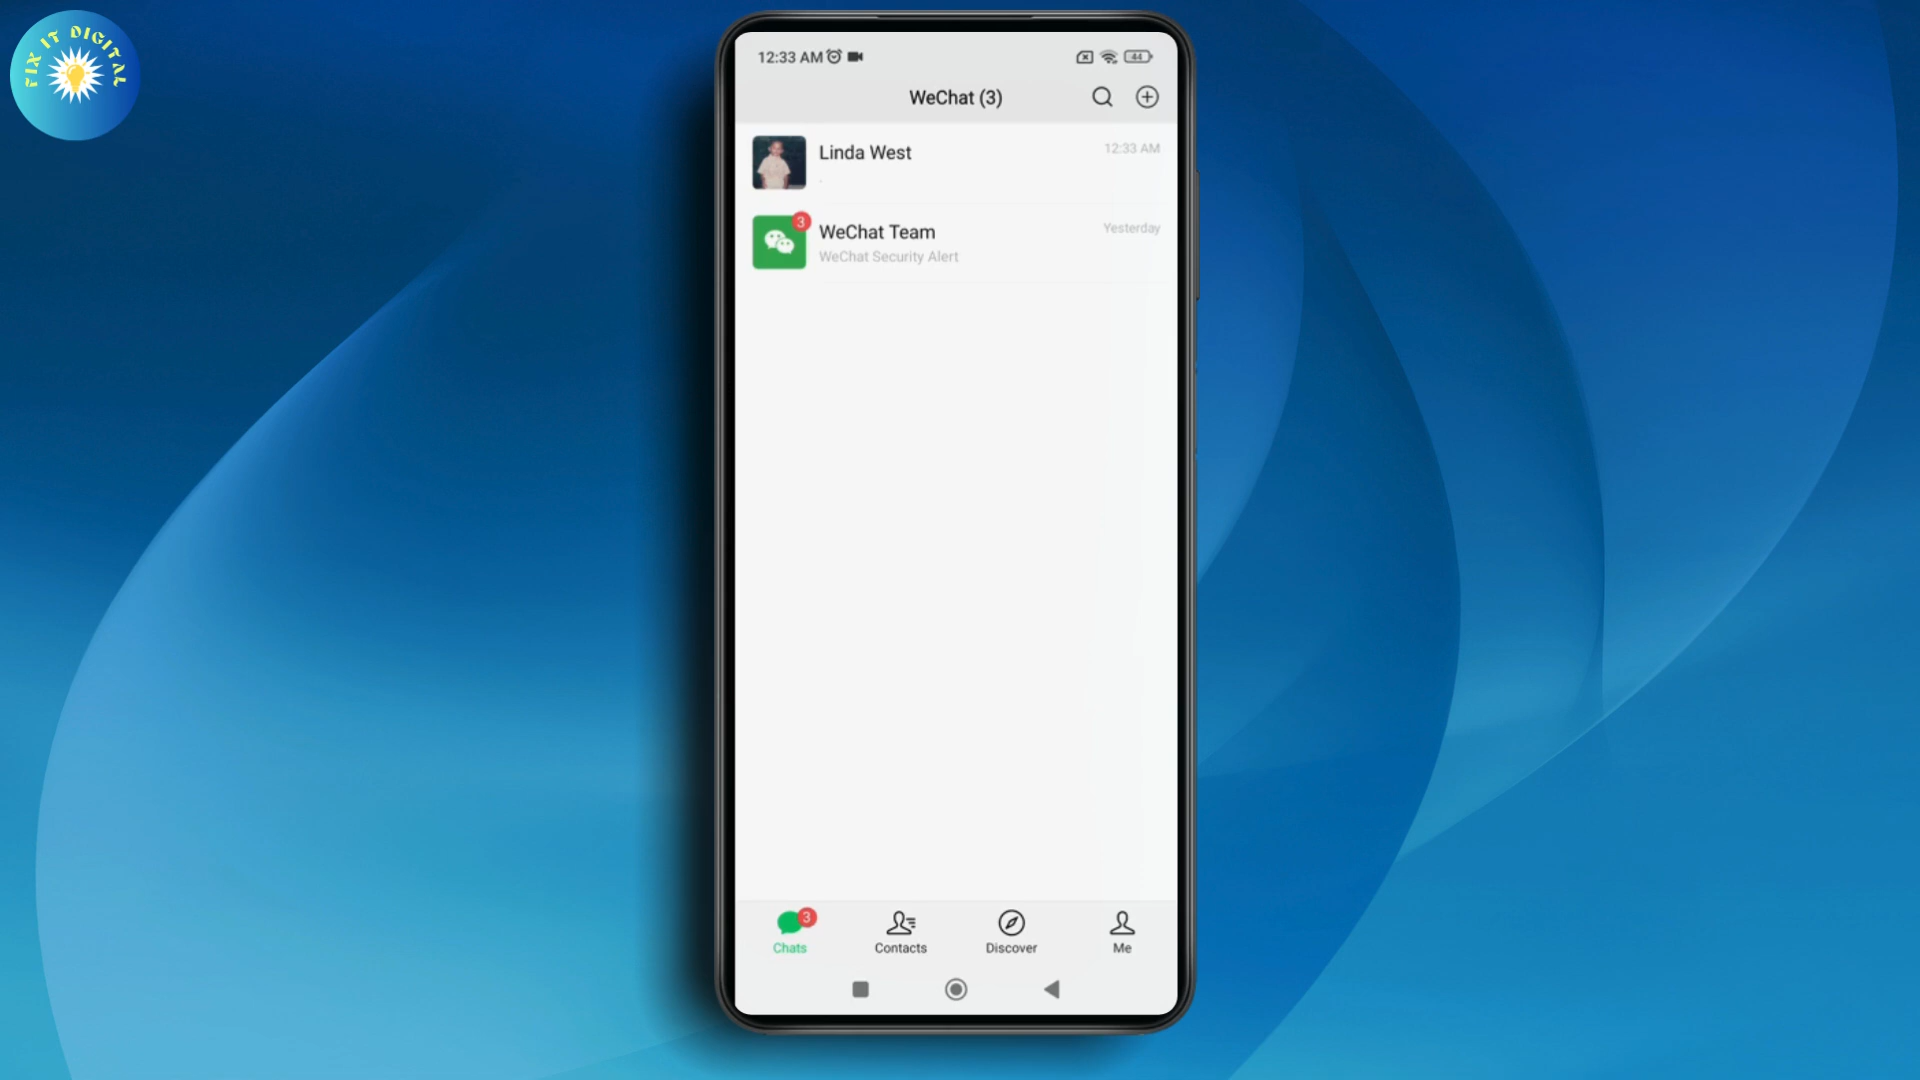 FIX IT DIGITAL
12:33 AM
44
WeChat (3)
Linda West
12:33 AM
.
3
WeChat Team
Yesterday
WeChat Security Alert
3
Chats
Contacts
Discover
Me